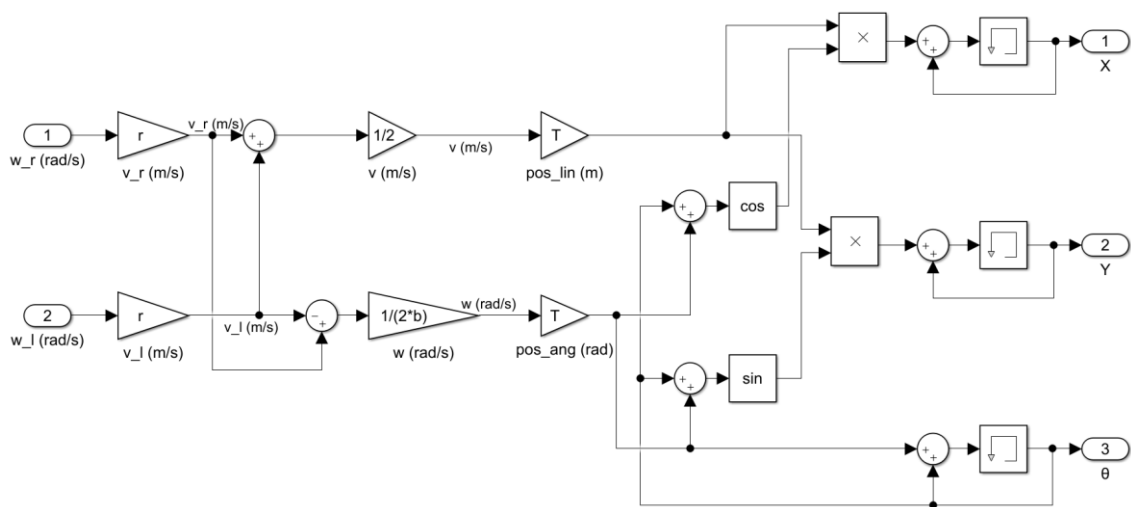 1
X
1
w_r (rad/s)
r
v_r (m/s)
v_r (m/s)
+
+
1/2
v (m/s)
v (m/s)
T
pos_lin (m)
×
+
+
+
+
cos
×
+
+
2
Y
2
w_l (rad/s)
r
v_l (m/s)
v_l (m/s)
−
+
1/(2*b)
w (rad/s)
w (rad/s)
T
pos_ang (rad)
+
+
sin
+
+
3
θ